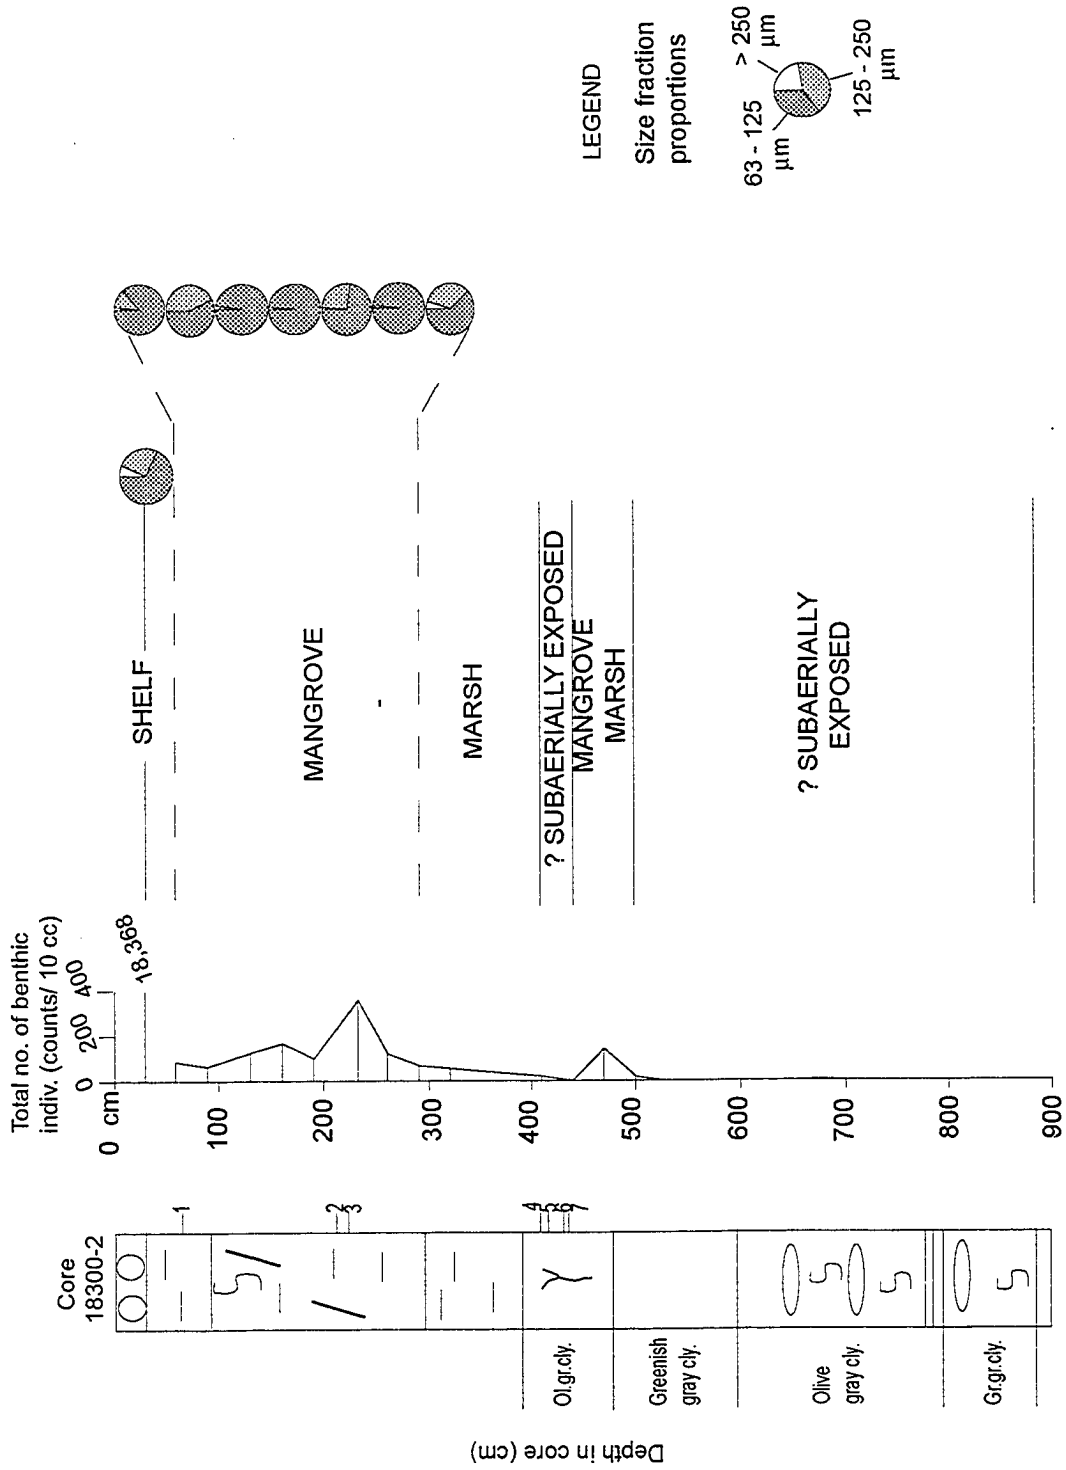 Depth in core (cm)
Core
18300-2
1
2
3
4
5
6
7
Ol.gr.cly.
Greenish
gray cly.
Olive
gray cly.
Gr.gr.cly.
Total no. of benthic
indiv. (counts/ 10 cc)
0 200 400
18,368
0 cm
100
200
300
400
500
600
700
800
900
SHELF
MANGROVE
MARSH
? SUBAERIALLY EXPOSED
MANGROVE
MARSH
? SUBAERIALLY
EXPOSED
LEGEND
Size fraction
proportions
63 - 125
µm
> 250
µm
125 - 250
µm